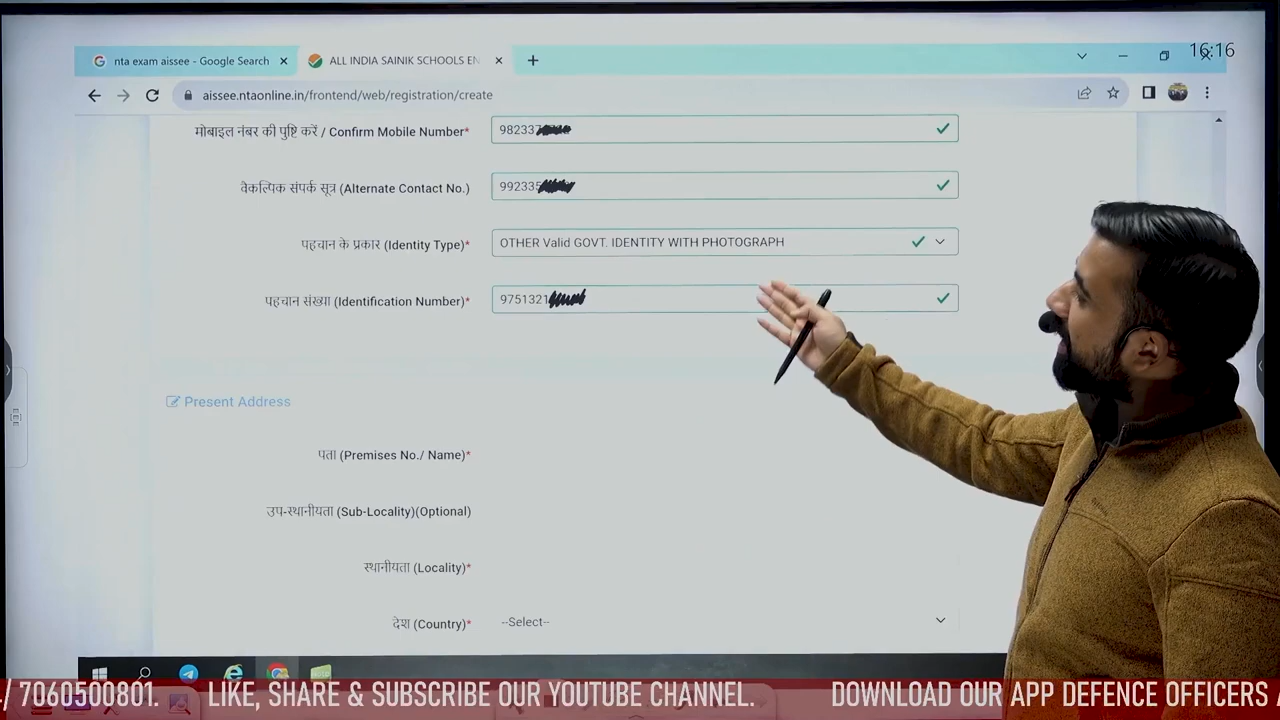 nta exam aissee - Google Search
ALL INDIA SAINIK SCHOOLS EN
16:16
aissee.ntaonline.in/frontend/web/registration/create
मोबाइल नंबर की पुष्टि करें / Confirm Mobile Number*
98233
वैकल्पिक संपर्क सूत्र (Alternate Contact No.)
99233
पहचान के प्रकार (Identity Type)*
OTHER Valid GOVT. IDENTITY WITH PHOTOGRAPH
पहचान संख्या (Identification Number)*
9751321
Present Address
पता (Premises No./ Name)*
उप-स्थानीयता (Sub-Locality)(Optional)
स्थानीयता (Locality)*
देश (Country)*
--Select--
/ 7060500801. LIKE, SHARE & SUBSCRIBE OUR YOUTUBE CHANNEL. DOWNLOAD OUR APP DEFENCE OFFICERS